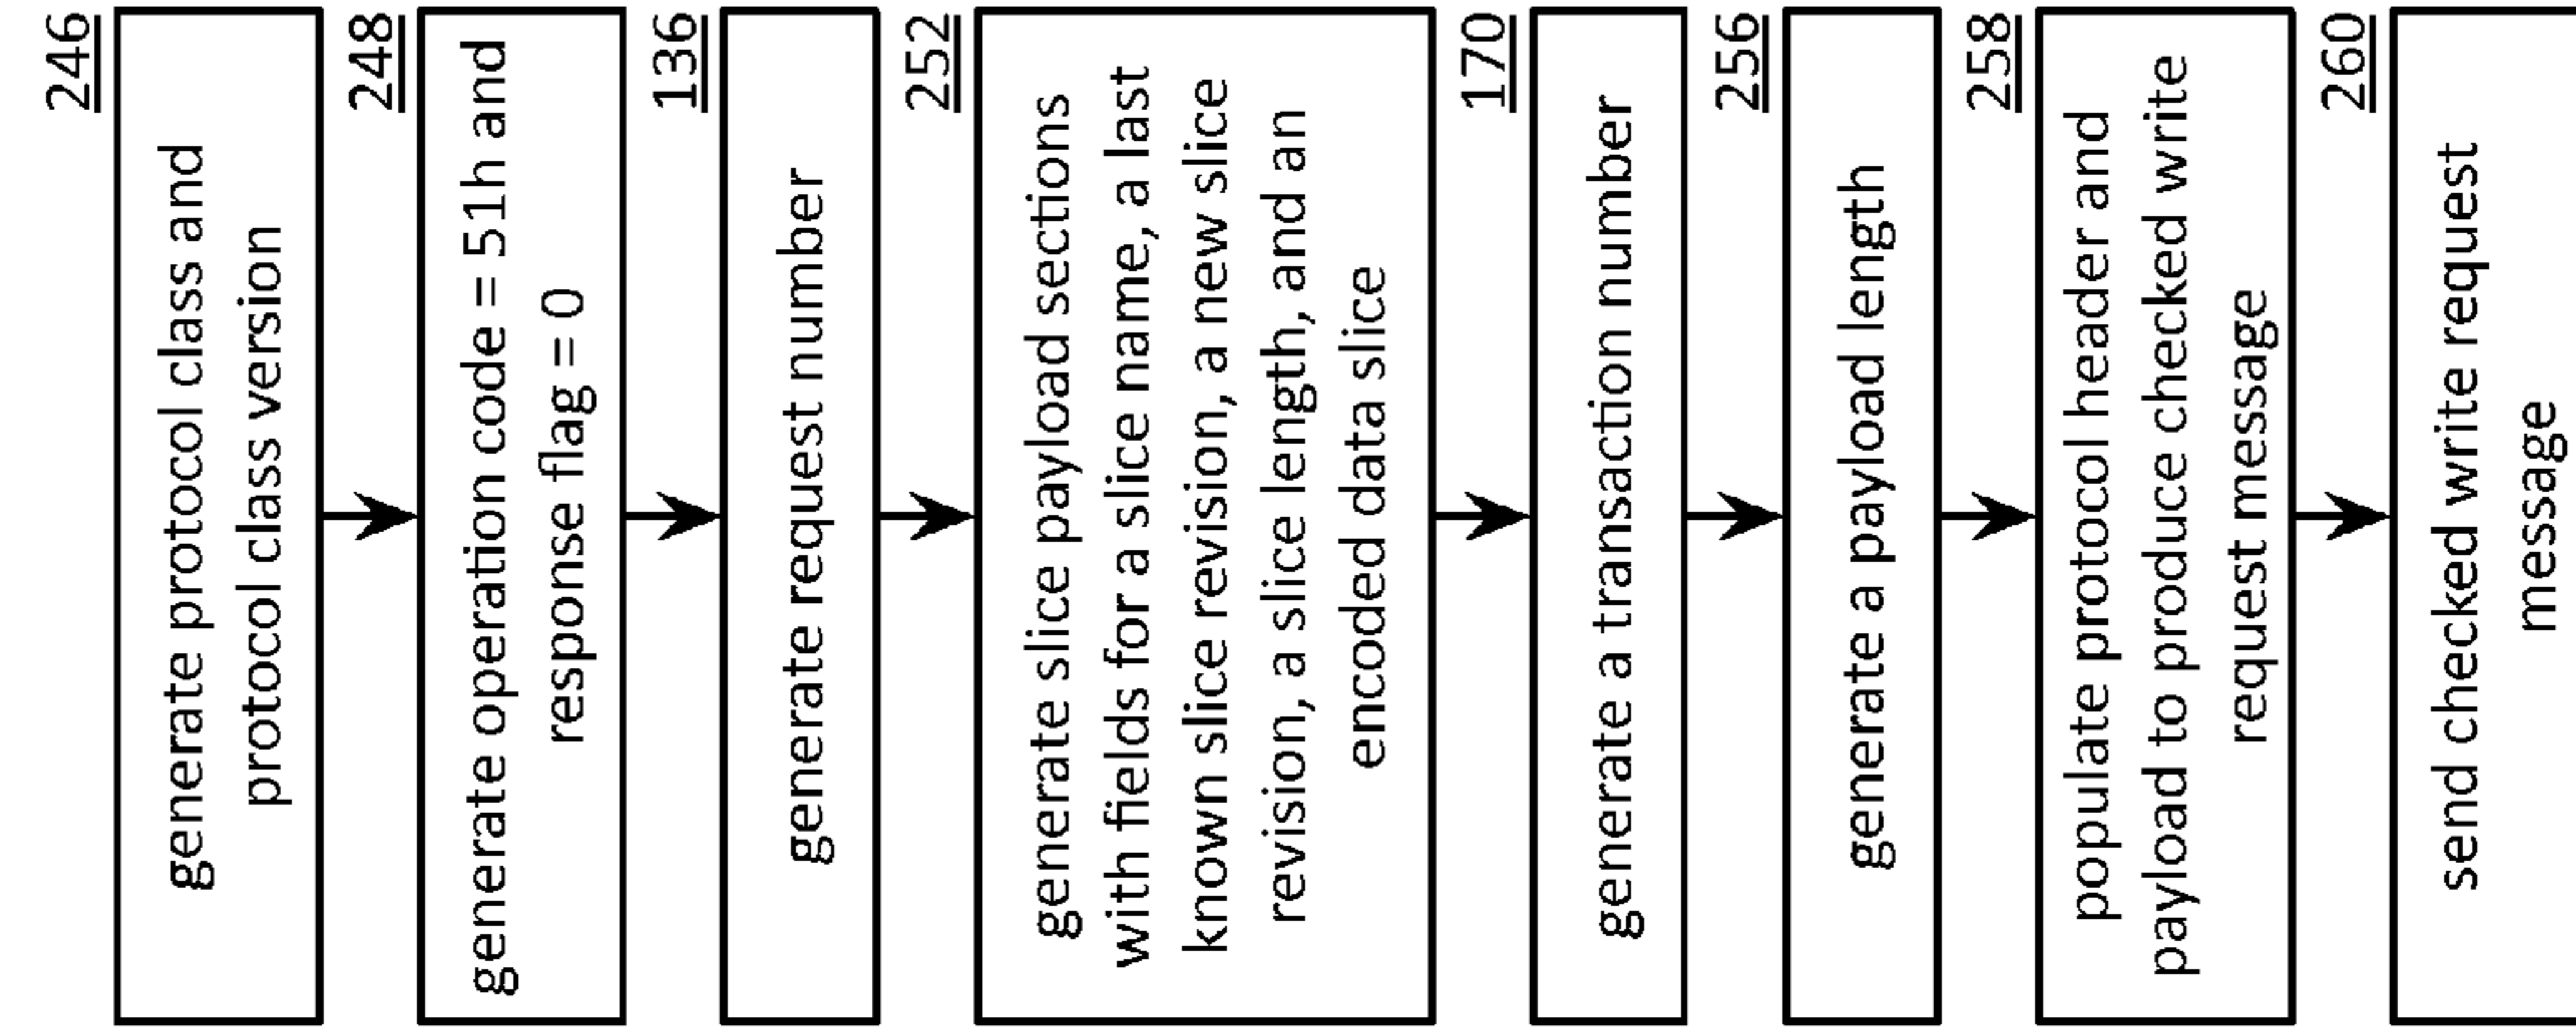 246
generate protocol class and
protocol class version
248
generate operation code = 51h and
response flag = 0
136
generate request number
252
generate slice payload sections
with fields for a slice name, a last
known slice revision, a new slice
revision, a slice length, and an
encoded data slice
170
generate a transaction number
256
generate a payload length
258
populate protocol header and
payload to produce checked write
request message
260
send checked write request
message